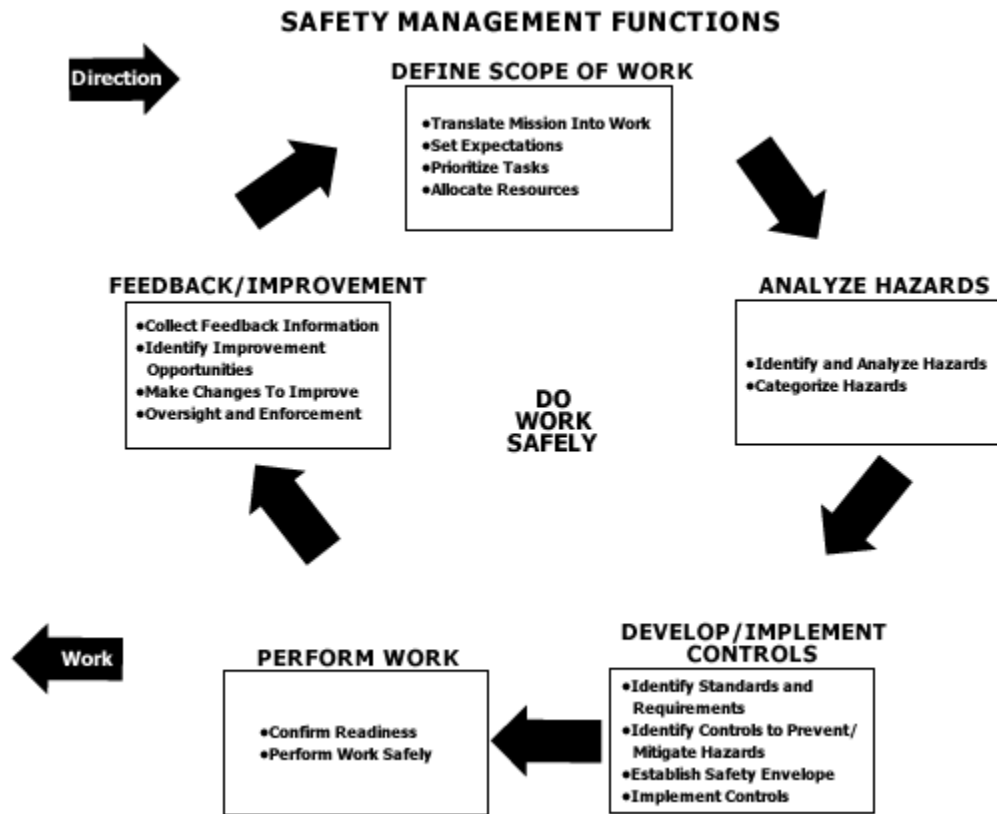 SAFETY MANAGEMENT FUNCTIONS
Direction
DEFINE SCOPE OF WORK
●Translate Mission Into Work
●Set Expectations
●Prioritize Tasks
●Allocate Resources
FEEDBACK/IMPROVEMENT
●Collect Feedback Information
●Identify Improvement
Opportunities
●Make Changes To Improve
●Oversight and Enforcement
ANALYZE HAZARDS
●Identify and Analyze Hazards
●Categorize Hazards
DO
WORK
SAFELY
Work
PERFORM WORK
●Confirm Readiness
●Perform Work Safely
DEVELOP/IMPLEMENT
CONTROLS
●Identify Standards and
Requirements
●Identify Controls to Prevent/
Mitigate Hazards
●Establish Safety Envelope
●Implement Controls